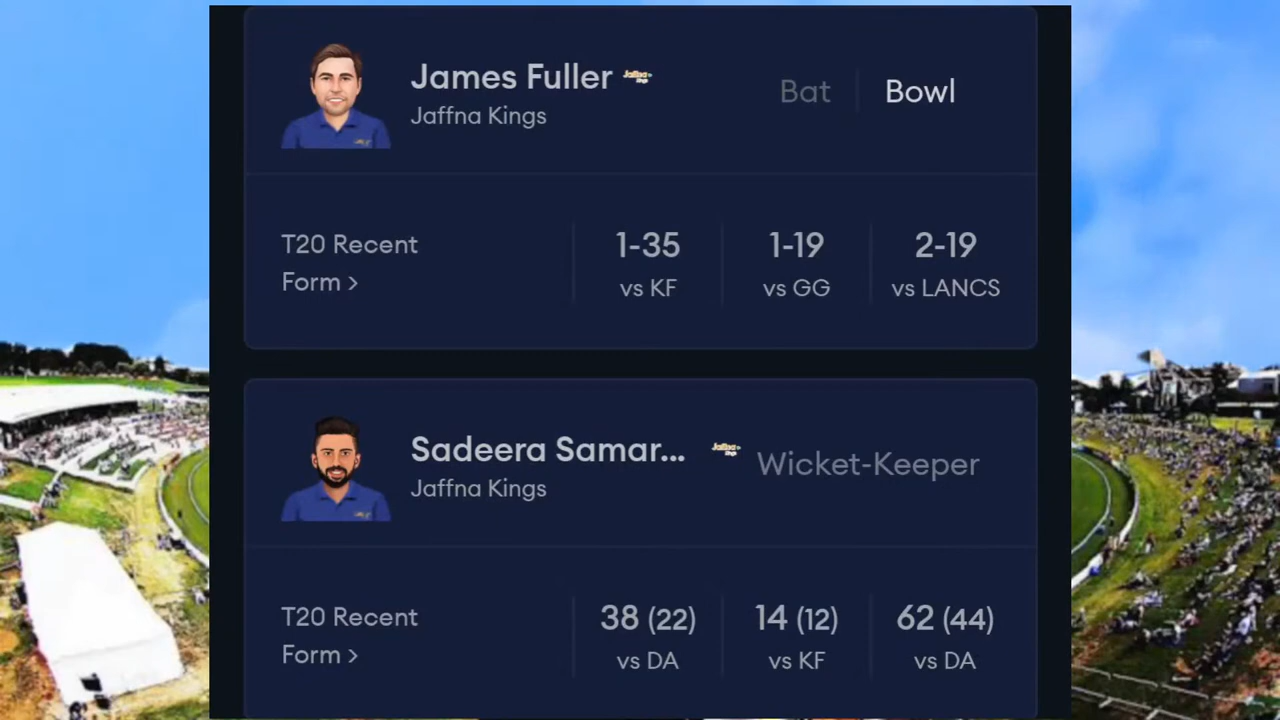 James Fuller
Jaffna Kings
Bat
Bowl
T20 Recent
Form >
1-35
vs KF
1-19
vs GG
2-19
vs LANCS
Sadeera Samar...
Jaffna Kings
Wicket-Keeper
T20 Recent
Form >
38 (22)
vs DA
14 (12)
vs KF
62 (44)
vs DA